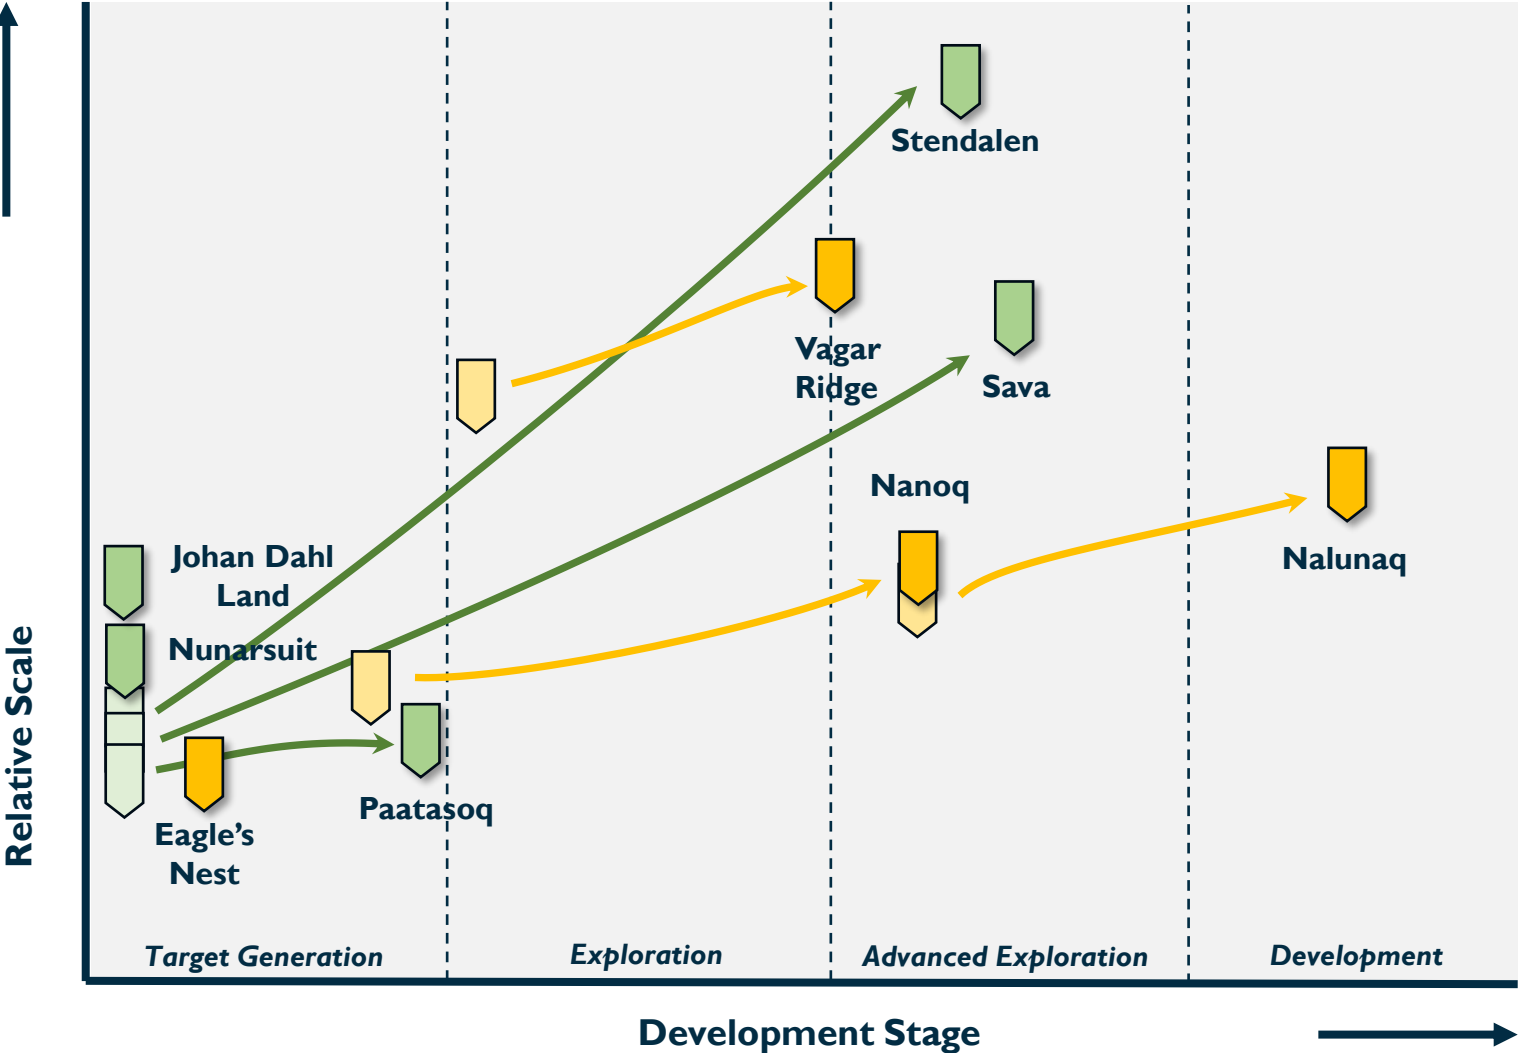 Stendalen
Vagar
Ridge
Sava
Nanoq
Nalunaq
Johan Dahl
Land
Nunarsuit
Paatasoq
Eagle’s
Nest
Relative Scale
Target Generation
Exploration
Advanced Exploration
Development
Development Stage